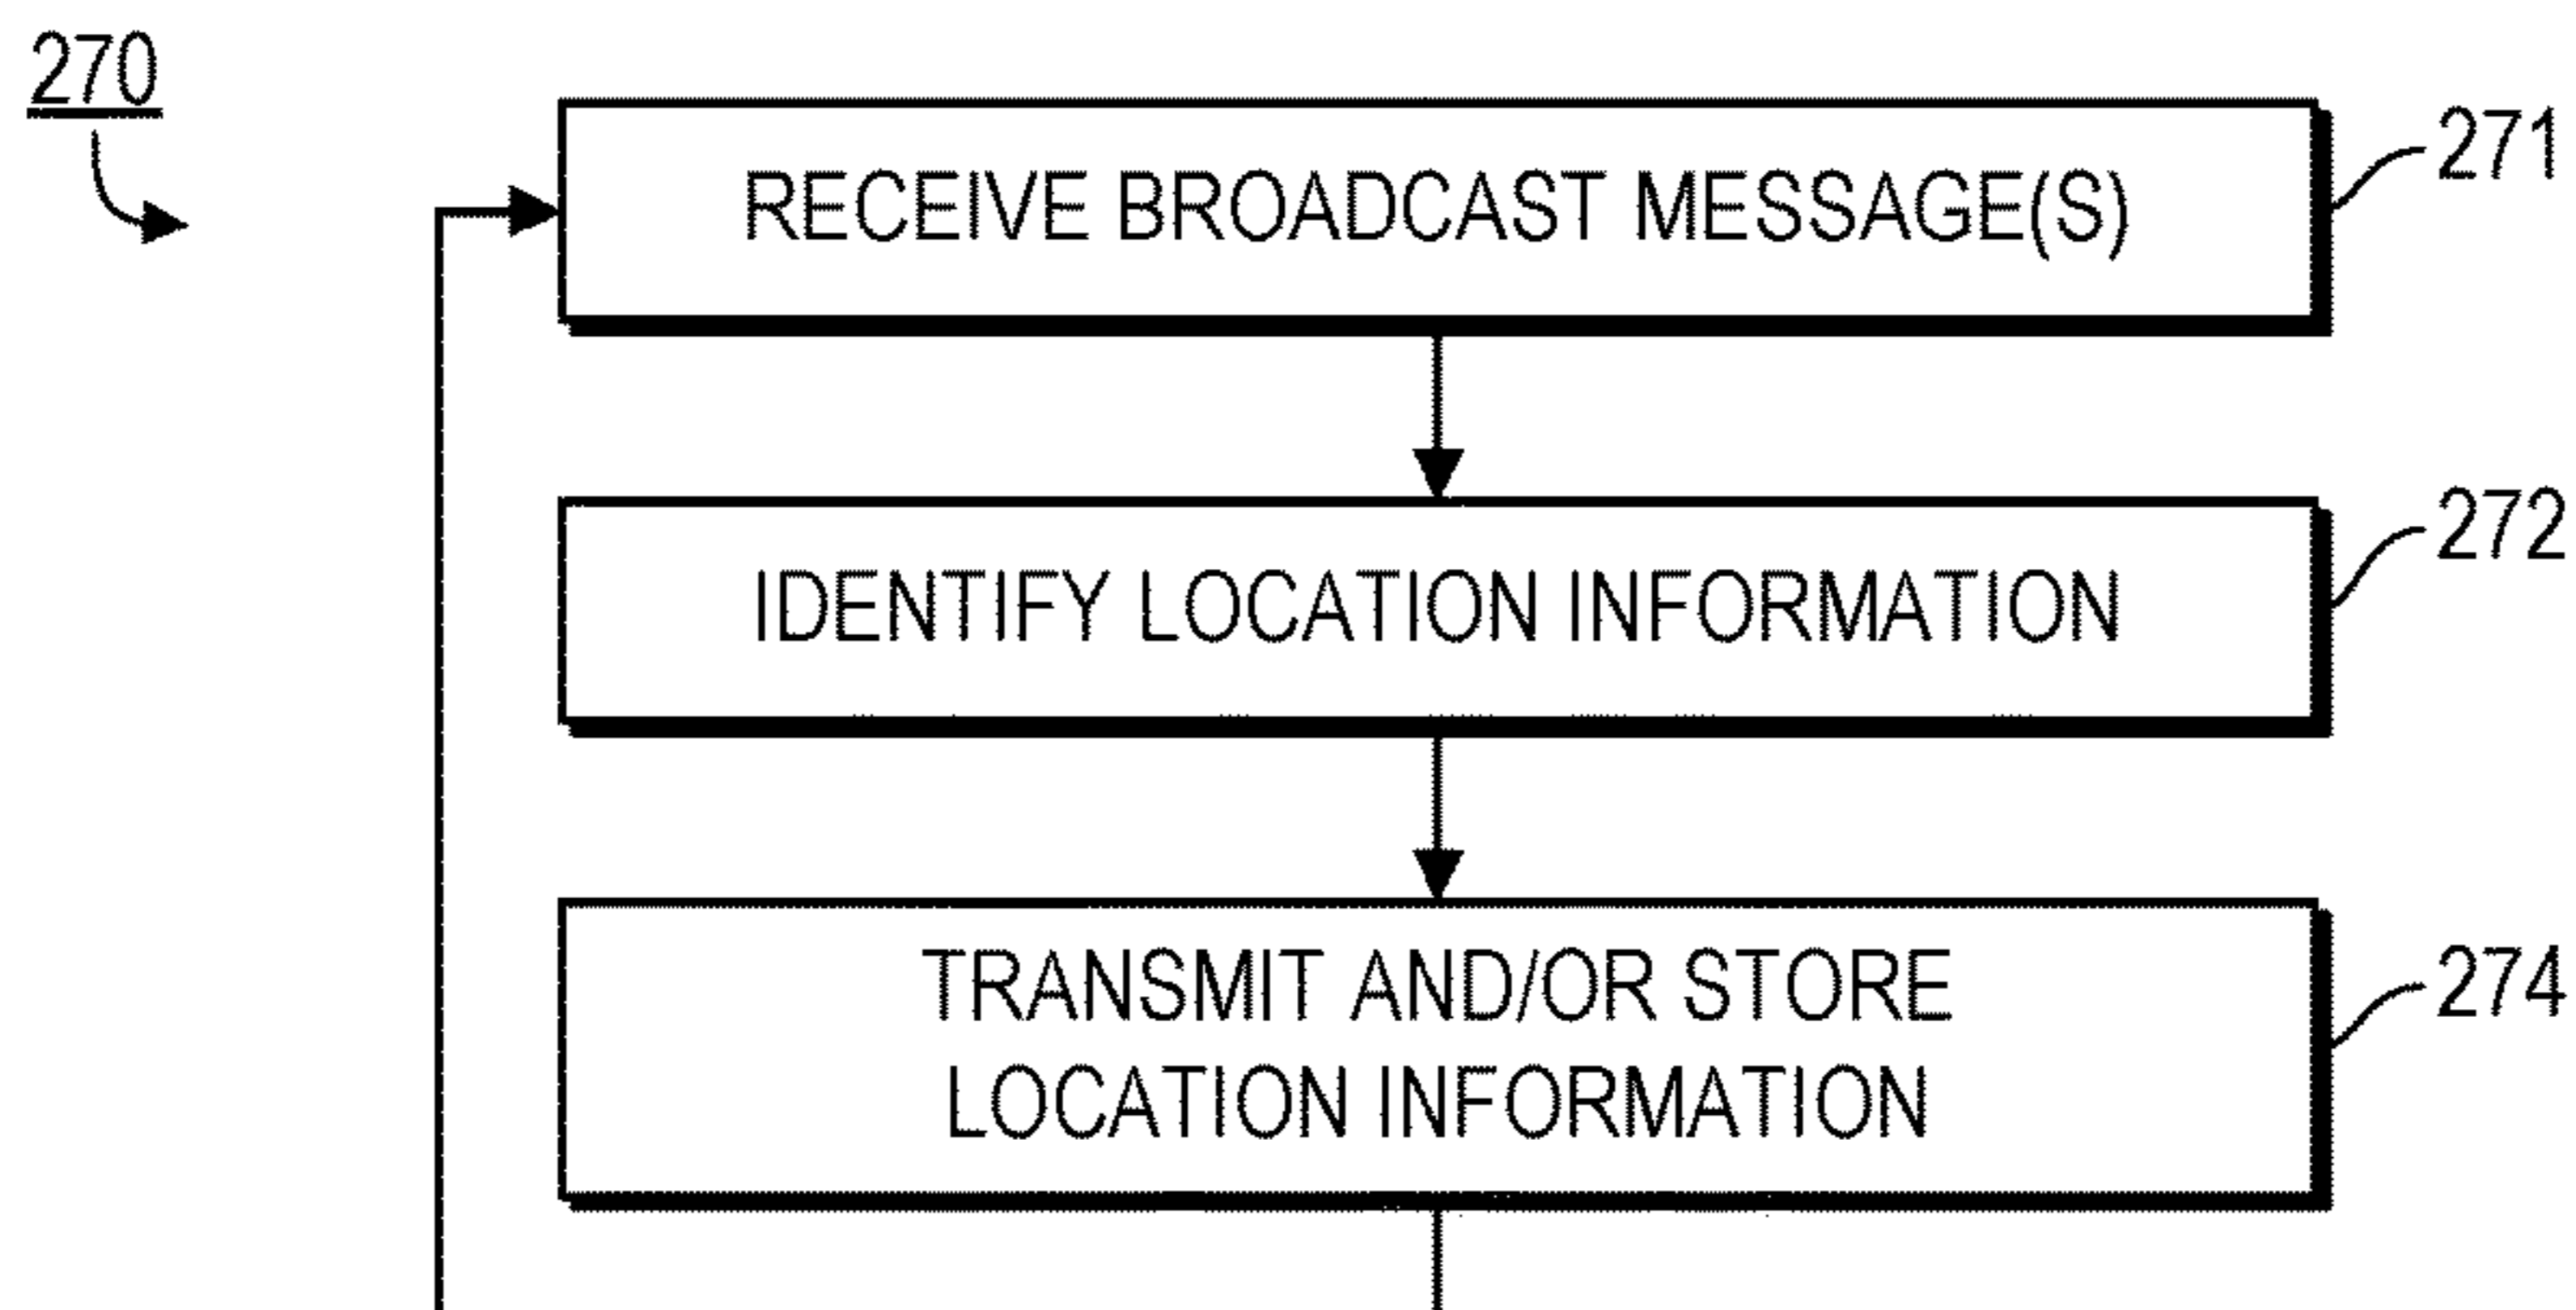 270
RECEIVE BROADCAST MESSAGE(S)
271
IDENTIFY LOCATION INFORMATION
272
TRANSMIT AND/OR STORE
LOCATION INFORMATION
274